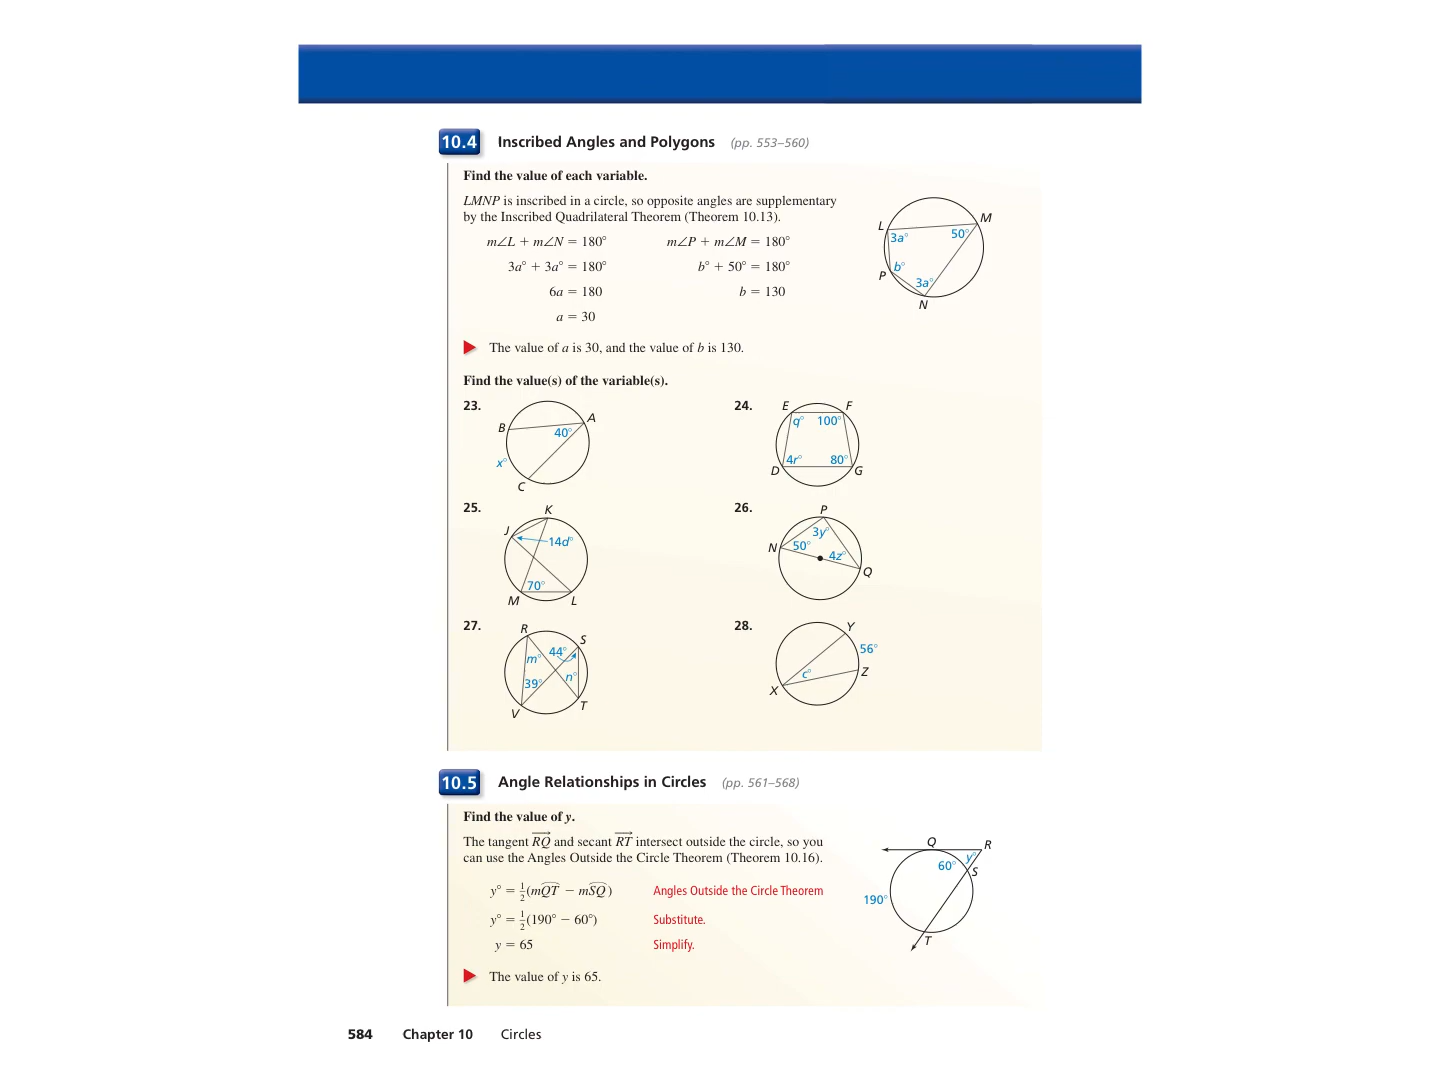 10.4 Inscribed Angles and Polygons (pp. 553–560)
Find the value of each variable.
LMNP is inscribed in a circle, so opposite angles are supplementary
by the Inscribed Quadrilateral Theorem (Theorem 10.13).
m∠L + m∠N = 180° m∠P + m∠M = 180°
3a° + 3a° = 180° b° + 50° = 180°
6a = 180 b = 130
a = 30
L M
3a° 50°
P b°
3a°
N
The value of a is 30, and the value of b is 130.
Find the value(s) of the variable(s).
23.
A
B 40°
x°
C
24.
E F
q° 100°
4r° 80°
D G
25.
K
J
14d°
70°
M L
26.
P
3y°
N 50°
4z°
Q
27.
R
S
m° 44°
39° n°
T
V
28.
Y
56°
c° Z
X
10.5 Angle Relationships in Circles (pp. 561–568)
Find the value of y.
The tangent RQ and secant RT intersect outside the circle, so you
can use the Angles Outside the Circle Theorem (Theorem 10.16).
y° = 1/2(mQT − mSQ) Angles Outside the Circle Theorem
y° = 1/2(190° − 60°) Substitute.
y = 65 Simplify.
Q R
y°
60° S
190°
T
The value of y is 65.
584 Chapter 10 Circles